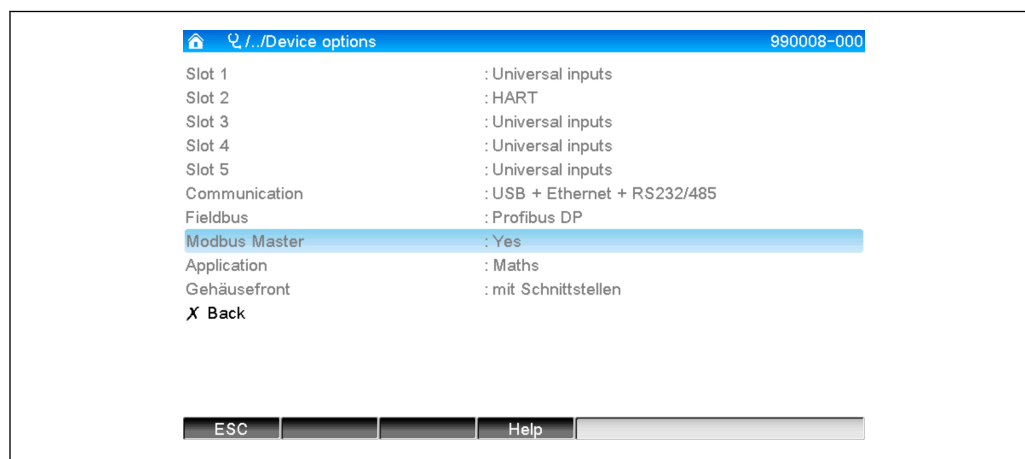 /../Device options 990008-000
Slot 1 : Universal inputs
Slot 2 : HART
Slot 3 : Universal inputs
Slot 4 : Universal inputs
Slot 5 : Universal inputs
Communication : USB + Ethernet + RS232/485
Fieldbus : Profibus DP
Modbus Master : Yes
Application : Maths
Gehäusefront : mit Schnittstellen
X Back
ESC Help